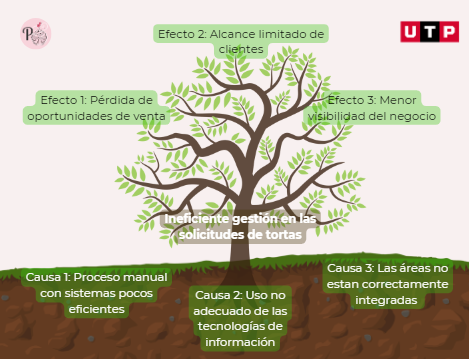 P
UTP
Efecto 2: Alcance limitado de
clientes
Efecto 1: Pérdida de
oportunidades de venta
Efecto 3: Menor
visibilidad del negocio
Ineficiente gestión en las
solicitudes de tortas
Causa 1: Proceso manual
con sistemas pocos
eficientes
Causa 2: Uso no
adecuado de las
tecnologías de
información
Causa 3: Las áreas no
estan correctamente
integradas